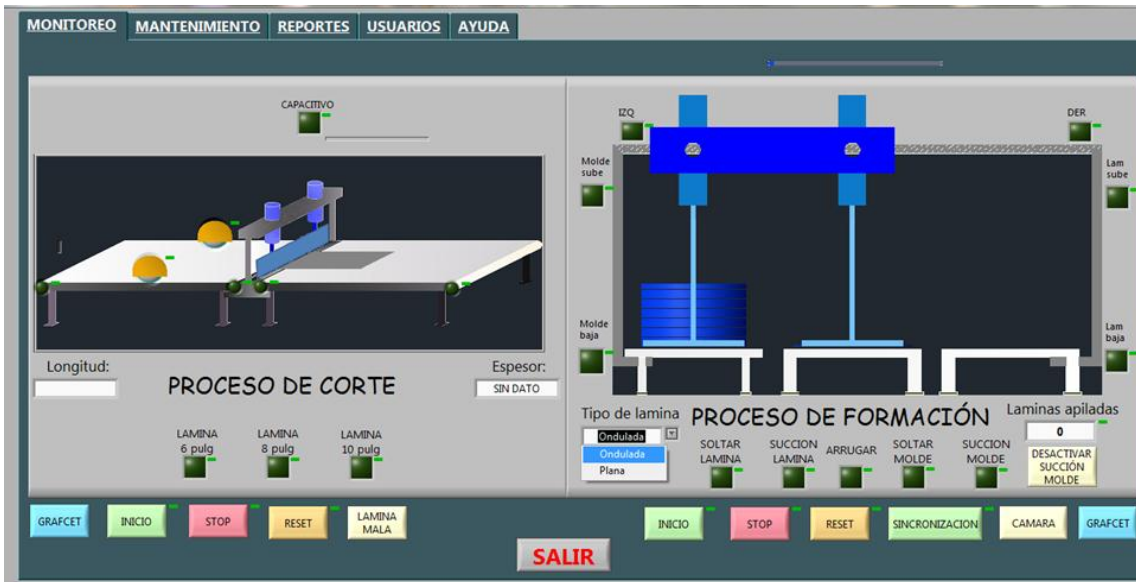 MONITOREO MANTENIMIENTO REPORTES USUARIOS AYUDA
CAPACITIVO
Longitud:
Espesor:
SIN DATO
PROCESO DE CORTE
LAMINA
6 pulg
LAMINA
8 pulg
LAMINA
10 pulg
GRAFCET
INICIO
STOP
RESET
LAMINA
MALA
IZQ
DER
Molde
sube
Lam
sube
Molde
baja
Lam
baja
Tipo de lamina
Ondulada
Ondulada
Plana
PROCESO DE FORMACIÓN
Laminas apiladas
0
SOLTAR
LAMINA
SUCCION
LAMINA
ARRUGAR
SOLTAR
MOLDE
SUCCION
MOLDE
DESACTIVAR
SUCCIÓN
MOLDE
INICIO
STOP
RESET
SINCRONIZACION
CAMARA
GRAFCET
SALIR